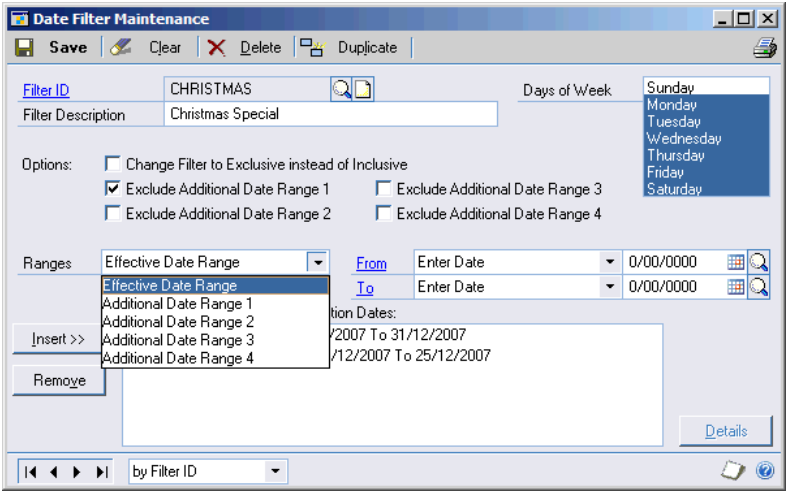 Date Filter Maintenance
Save Clear Delete Duplicate
Filter ID CHRISTMAS Days of Week Sunday
Filter Description Christmas Special Monday
Tuesday
Wednesday
Thursday
Friday
Saturday
Options: Change Filter to Exclusive instead of Inclusive
Exclude Additional Date Range 1 Exclude Additional Date Range 3
Exclude Additional Date Range 2 Exclude Additional Date Range 4
Ranges Effective Date Range From Enter Date 0/00/0000
Effective Date Range To Enter Date 0/00/0000
Additional Date Range 1
Additional Date Range 2
Additional Date Range 3
Additional Date Range 4
tion Dates:
Insert >> /2007 To 31/12/2007
/12/2007 To 25/12/2007
Remove
Details
by Filter ID